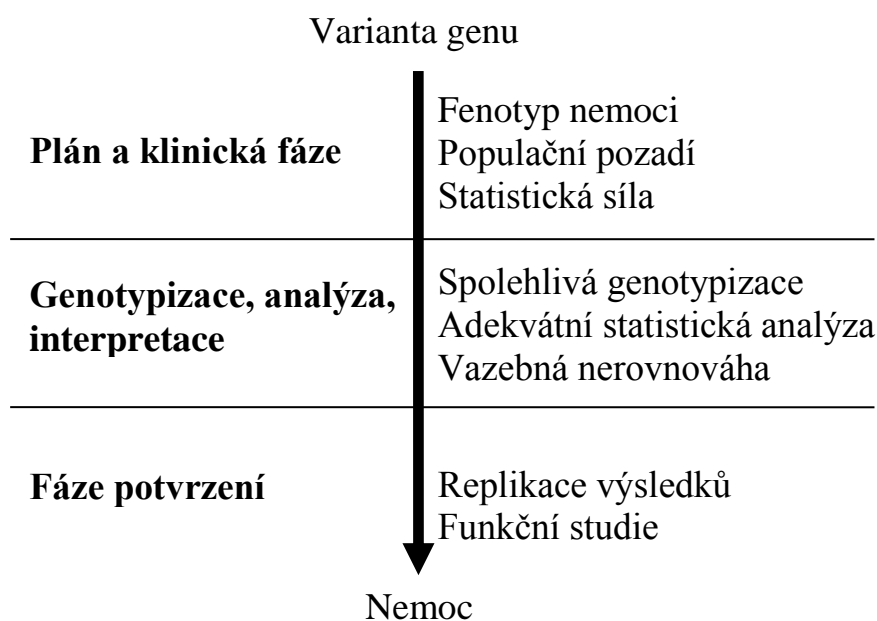 Varianta genu
Plán a klinická fáze
Fenotyp nemoci
Populační pozadí
Statistická síla
Genotypizace, analýza,
interpretace
Spolehlivá genotypizace
Adekvátní statistická analýza
Vazebná nerovnováha
Fáze potvrzení
Replikace výsledků
Funkční studie
Nemoc